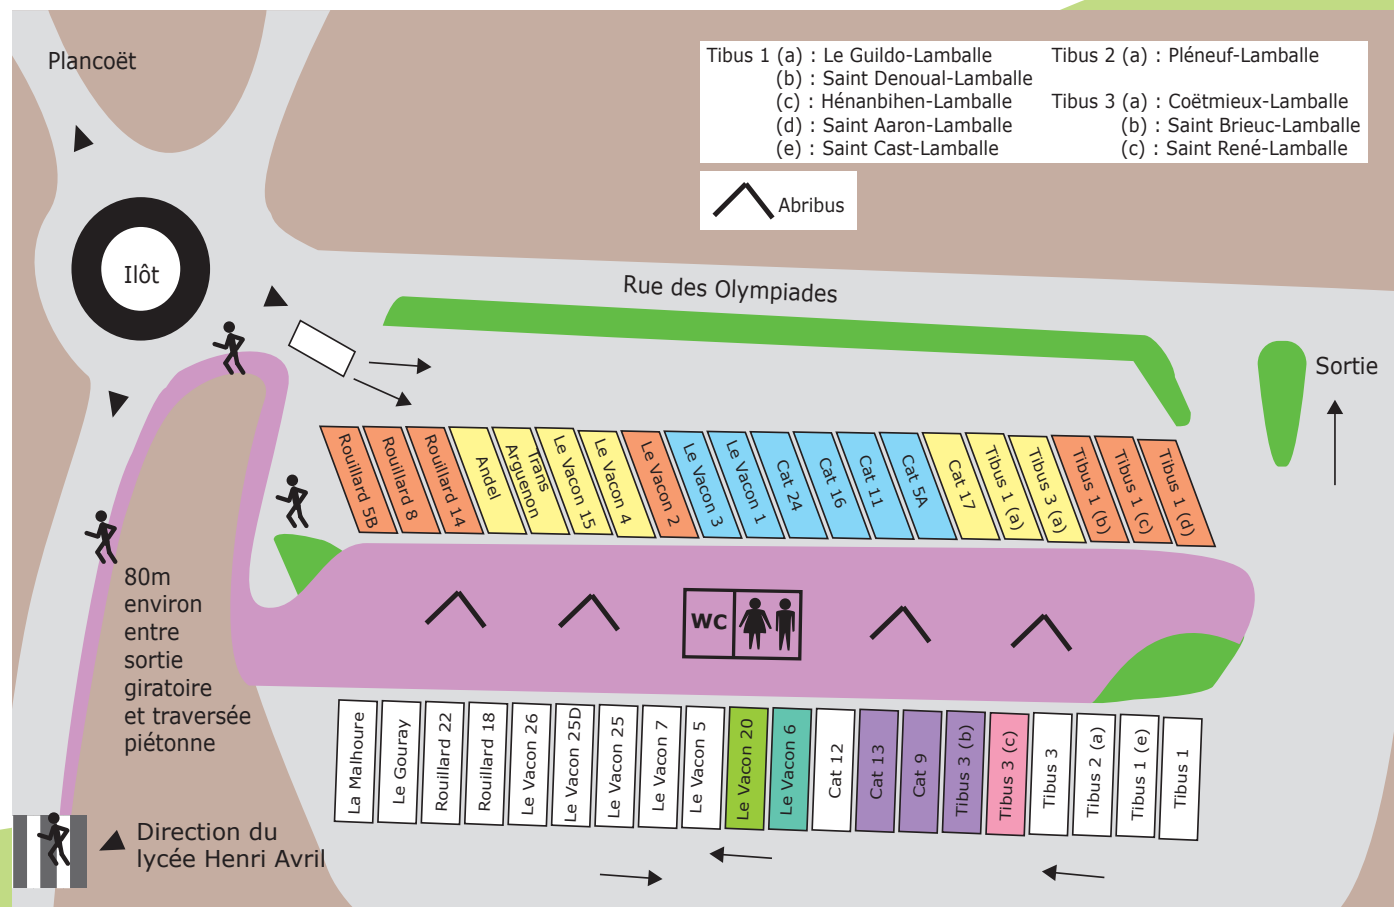 Plancoët
Tibus 1 (a) : Le Guildo-Lamballe
(b) : Saint Denoual-Lamballe
(c) : Hénanbihen-Lamballe
(d) : Saint Aaron-Lamballe
(e) : Saint Cast-Lamballe
Tibus 2 (a) : Pléneuf-Lamballe
Tibus 3 (a) : Coëtmieux-Lamballe
(b) : Saint Brieuc-Lamballe
(c) : Saint René-Lamballe
Abribus
Ilôt
Rue des Olympiades
Sortie
Rouillard 5B
Rouillard 8
Rouillard 14
Andel
Trans
Arguenon
Le Vacon 15
Le Vacon 4
Le Vacon 2
Le Vacon 3
Le Vacon 1
Cat 24
Cat 16
Cat 11
Cat 5A
Cat 17
Tibus 1 (a)
Tibus 3 (a)
Tibus 1 (b)
Tibus 1 (c)
Tibus 1 (d)
80m
environ
entre
sortie
giratoire
et traversée
piétonne
WC
La Malhoure
Le Gouray
Rouillard 22
Rouillard 18
Le Vacon 26
Le Vacon 25D
Le Vacon 25
Le Vacon 7
Le Vacon 5
Le Vacon 20
Le Vacon 6
Cat 12
Cat 13
Cat 9
Tibus 3 (b)
Tibus 3 (c)
Tibus 3
Tibus 2 (a)
Tibus 1 (e)
Tibus 1
Direction du
lycée Henri Avril